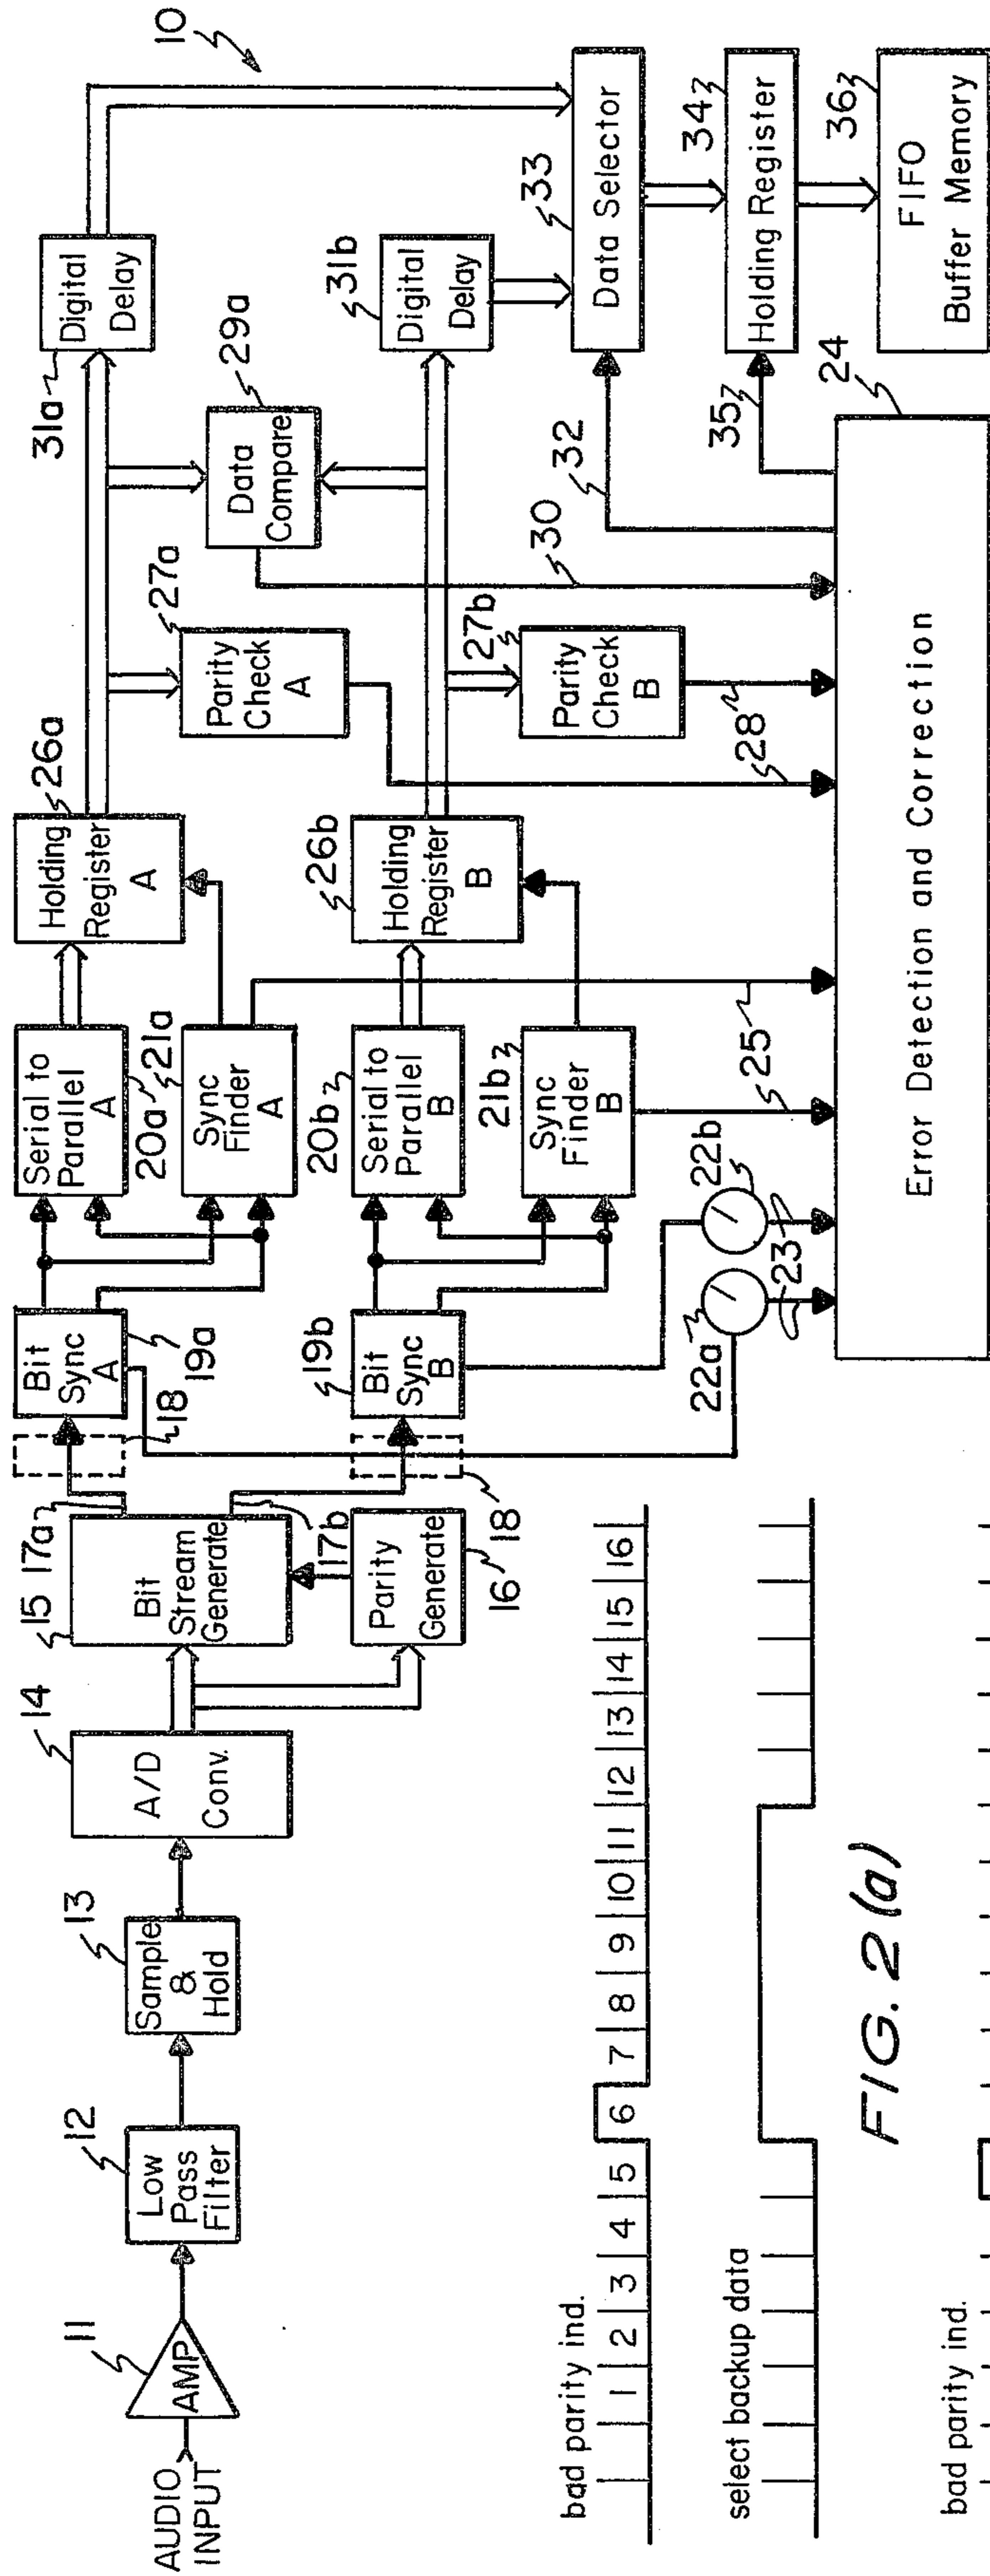 10
AUDIO
INPUT
11
AMP
12
Low
Pass
Filter
13
Sample
&
Hold
14
A/D
Conv.
15
Bit
Stream
Generate
17a
17b
16
Parity
Generate
18
18
Bit
Sync
A
19a
19b
Bit
Sync
B
Serial to
Parallel
A
20a
21a
Sync
Finder
A
20b
Serial to
Parallel
B
21b
Sync
Finder
B
22a
22b
23
25
26a
Holding
Register
A
26b
Holding
Register
B
27a
Parity
Check
A
27b
Parity
Check
B
28
29a
Data
Compare
30
31a
Digital
Delay
31b
Digital
Delay
32
33
Data Selector
34
Holding Register
35
36
FIFO
Buffer Memory
24
Error Detection and Correction
bad parity ind.
1 2 3 4 5 6 7 8 9 10 11 12 13 14 15 16
select backup data
FIG. 2 (a)
bad parity ind.